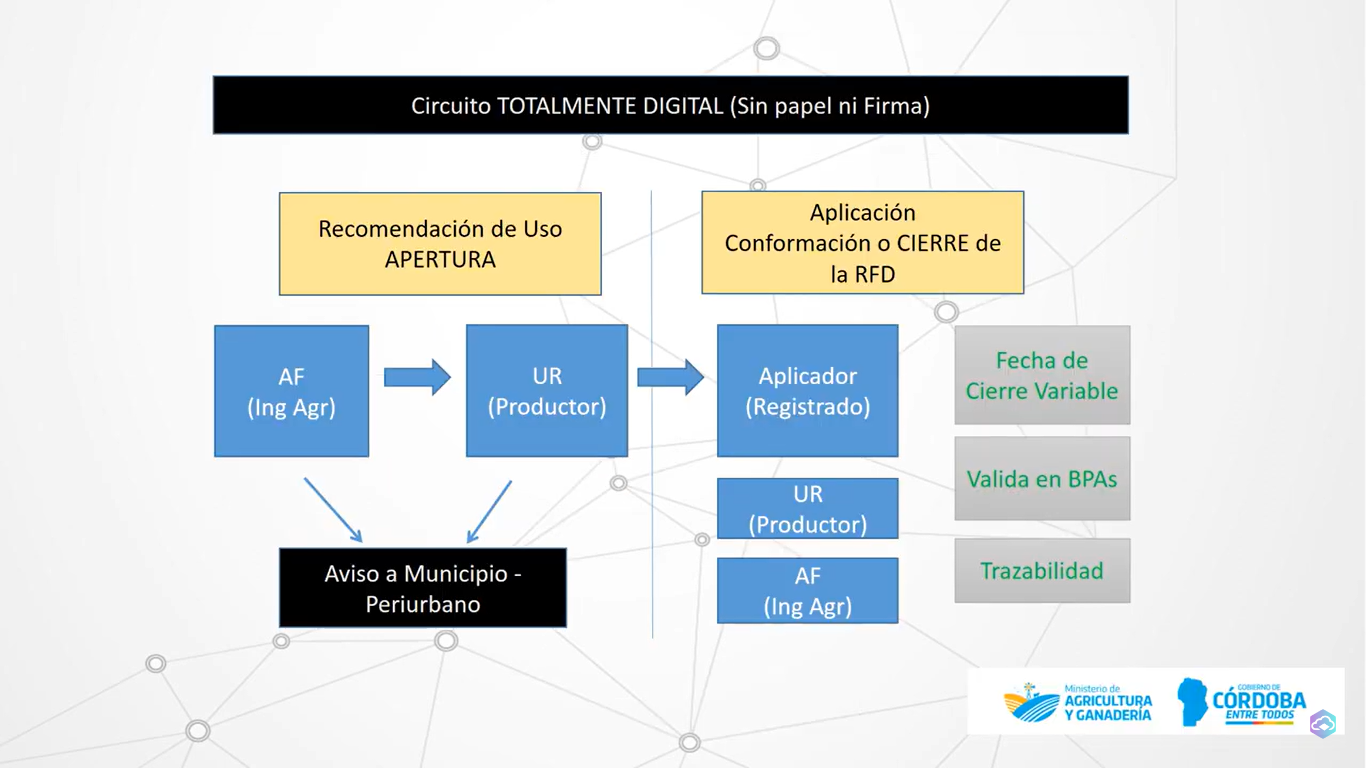 Circuito TOTALMENTE DIGITAL (Sin papel ni Firma)
Recomendación de Uso
APERTURA
Aplicación
Conformación o CIERRE de
la RFD
AF
(Ing Agr)
UR
(Productor)
Aplicador
(Registrado)
UR
(Productor)
AF
(Ing Agr)
Fecha de
Cierre Variable
Valida en BPAs
Trazabilidad
Aviso a Municipio -
Periurbano
Ministerio de
AGRICULTURA
Y GANADERÍA
GOBIERNO DE
CÓRDOBA
ENTRE TODOS